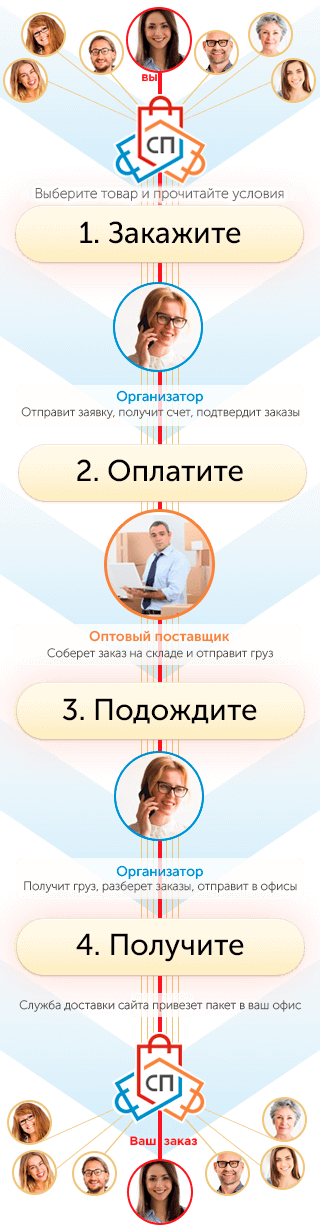 вы
СП
Выберите товар и прочитайте условия
1. Закажите
Организатор
Отправит заявку, получит счет, подтвердит заказы
2. Оплатите
Оптовый поставщик
Соберет заказ на складе и отправит груз
3. Подождите
Организатор
Получит груз, разберет заказы, отправит в офисы
4. Получите
Служба доставки сайта привезет пакет в ваш офис
СП
Ваш заказ